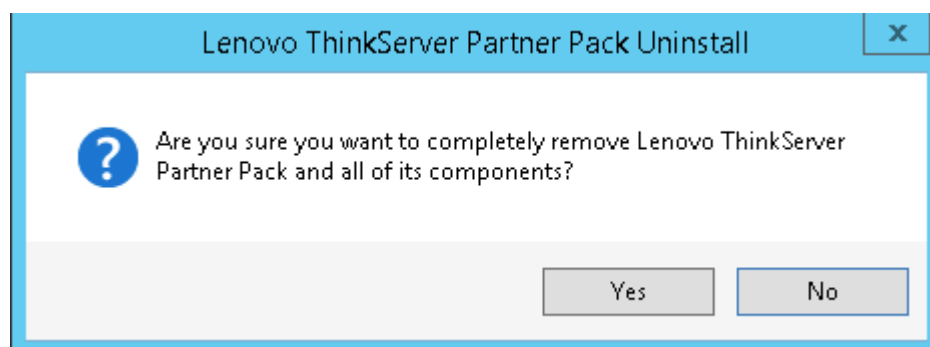 Lenovo ThinkServer Partner Pack Uninstall
x
?
Are you sure you want to completely remove Lenovo ThinkServer
Partner Pack and all of its components?
Yes No